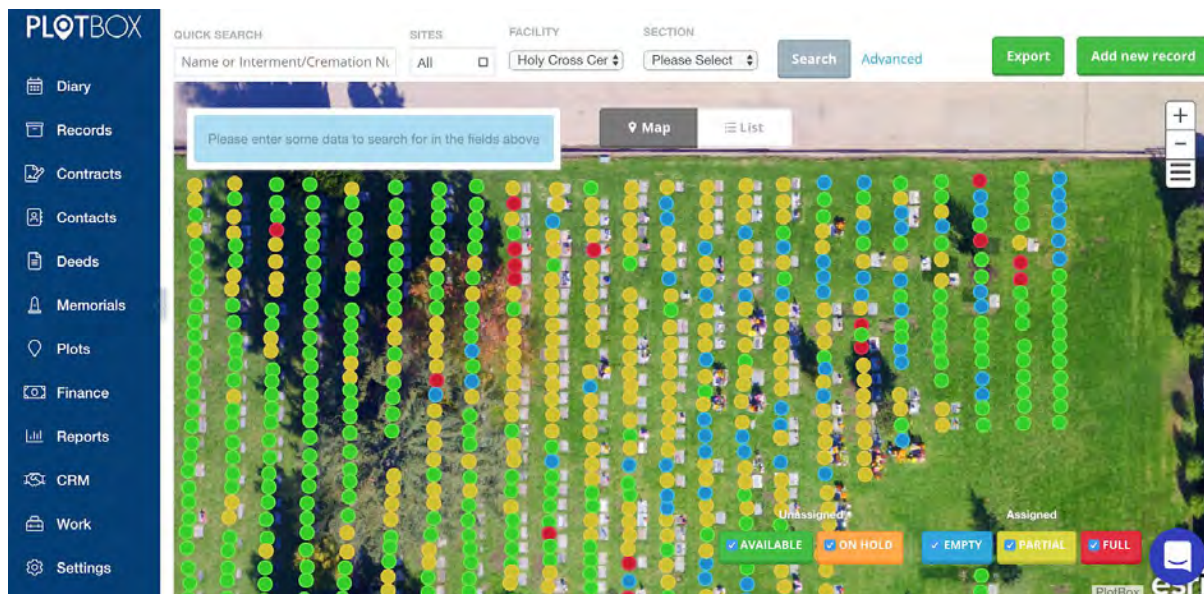 PLOTBOX
Diary
Records
Contracts
Contacts
Deeds
Memorials
Plots
Finance
Reports
CRM
Work
Settings
QUICK SEARCH
Name or Interment/Cremation Nu
SITES
All
FACILITY
Holy Cross Cer
SECTION
Please Select
Search
Advanced
Export
Add new record
Please enter some data to search for in the fields above
Map
List
+
−
Unassigned
AVAILABLE
ON HOLD
Assigned
EMPTY
PARTIAL
FULL
PlotBox
esri